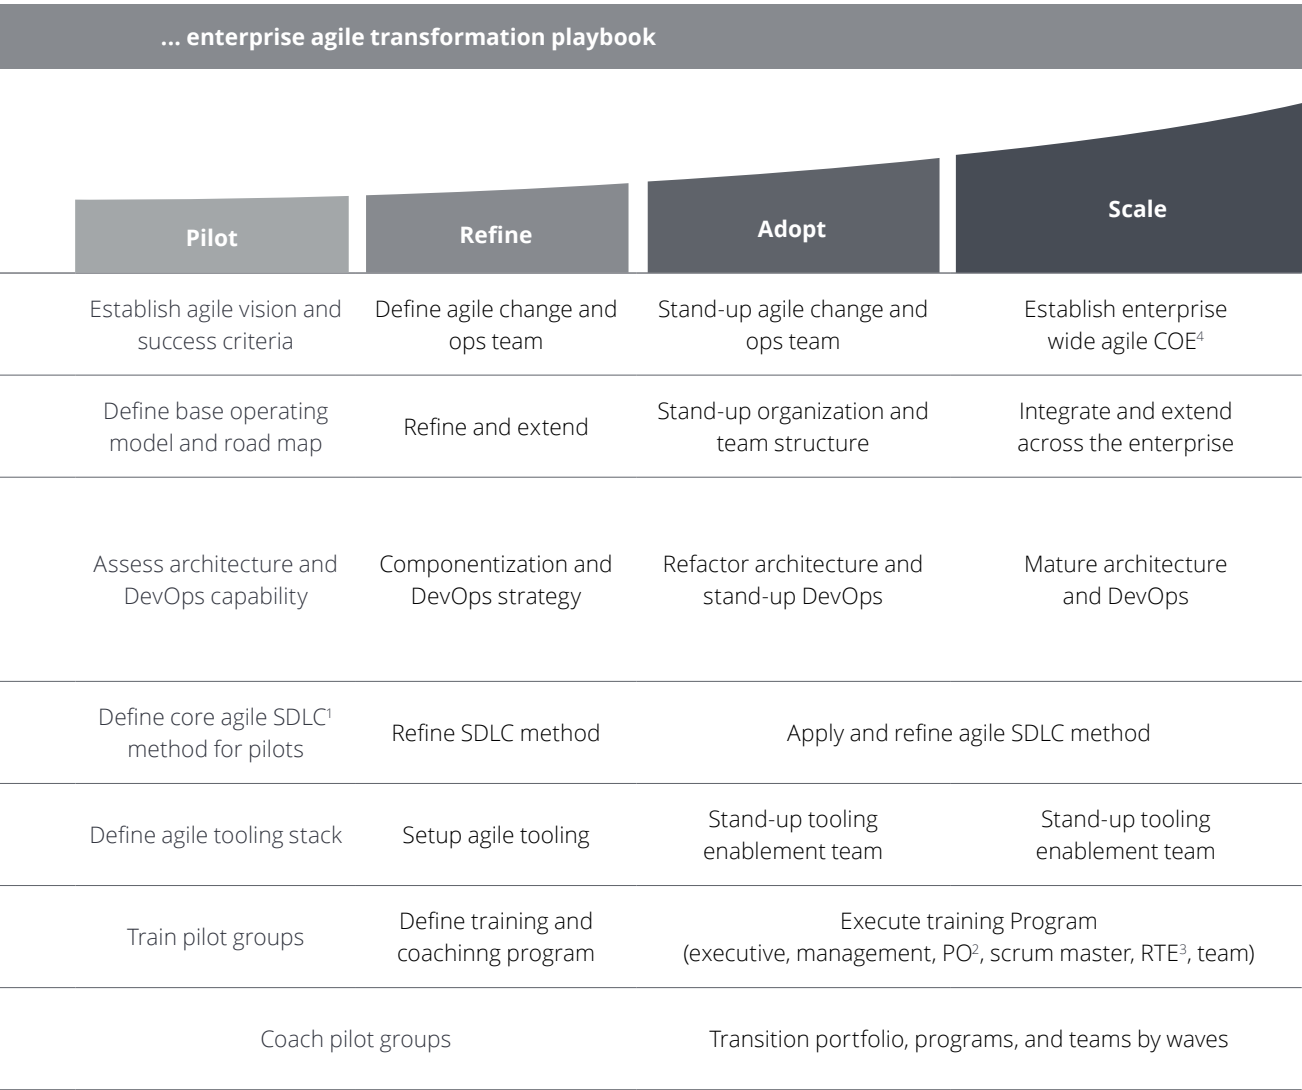 ... enterprise agile transformation playbook
Pilot
Refine
Adopt
Scale
Establish agile vision and
success criteria
Define agile change and
ops team
Stand-up agile change and
ops team
Establish enterprise
wide agile COE⁴
Define base operating
model and road map
Refine and extend
Stand-up organization and
team structure
Integrate and extend
across the enterprise
Assess architecture and
DevOps capability
Componentization and
DevOps strategy
Refactor architecture and
stand-up DevOps
Mature architecture
and DevOps
Define core agile SDLC¹
method for pilots
Refine SDLC method
Apply and refine agile SDLC method
Define agile tooling stack
Setup agile tooling
Stand-up tooling
enablement team
Stand-up tooling
enablement team
Train pilot groups
Define training and
coachinng program
Execute training Program
(executive, management, PO², scrum master, RTE³, team)
Coach pilot groups
Transition portfolio, programs, and teams by waves